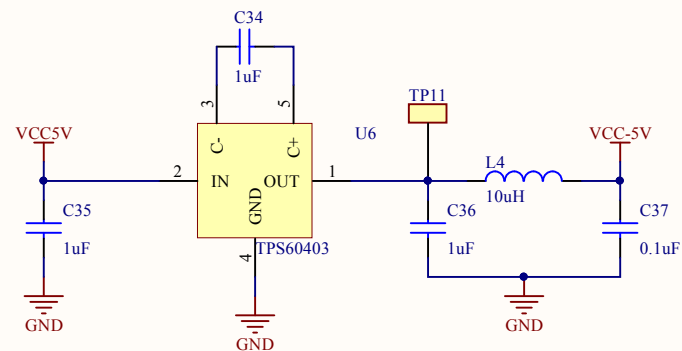 C34
1uF
3
5
C-
C+
U6
TP11
VCC5V
VCC-5V
2
IN
OUT
1
GND
L4
10uH
C35
1uF
C36
1uF
C37
0.1uF
4
TPS60403
GND
GND
GND